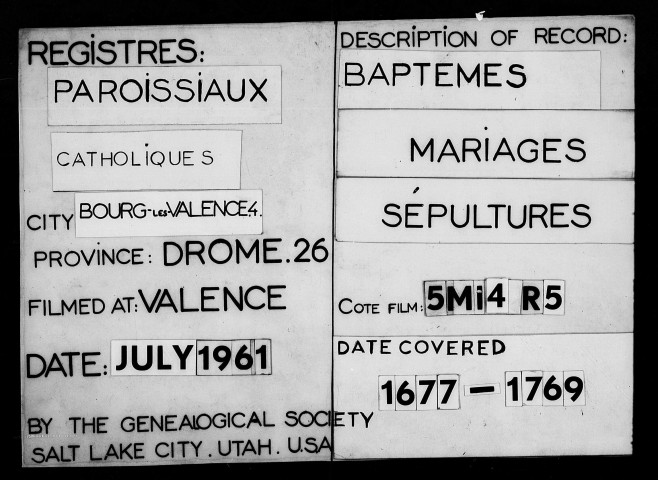 REGISTRES:
PAROISSIAUX
CATHOLIQUES
CITY BOURG-LES-VALENCE.4.
PROVINCE: DROME.26
FILMED AT: VALENCE
DATE: JULY 1961
BY THE GENEALOGICAL SOCIETY
SALT LAKE CITY. UTAH. U.S.A
DESCRIPTION OF RECORD:
BAPTEMES
MARIAGES
SÉPULTURES
COTE FILM: 5Mi4 R5
DATE COVERED
1677-1769